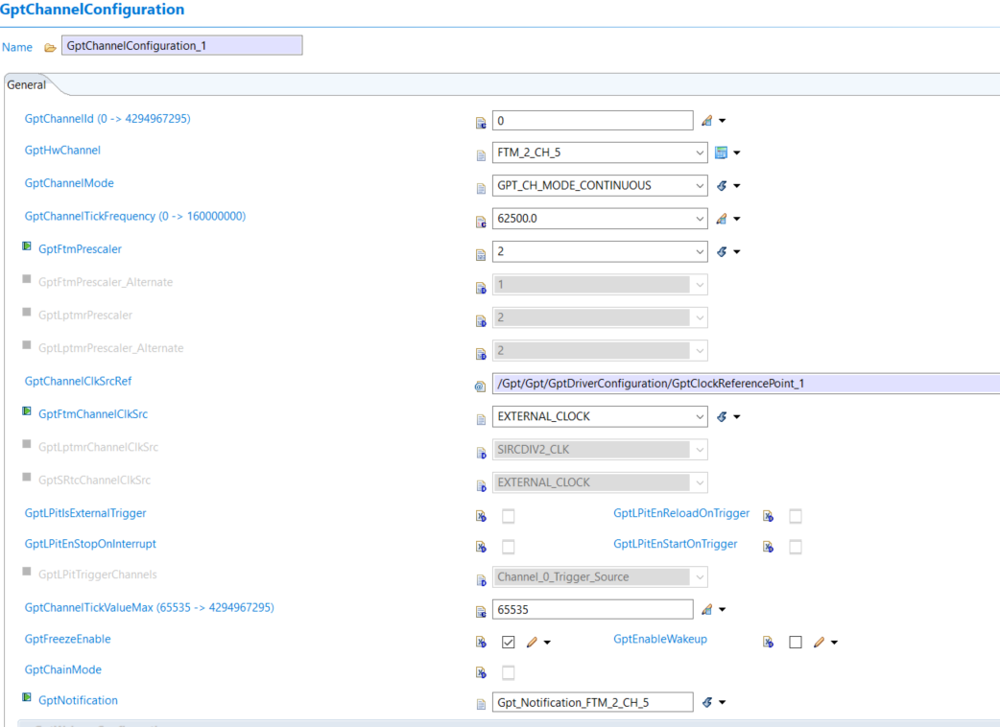 GptChannelConfiguration
Name GptChannelConfiguration_1
General
GptChannelId (0 -> 4294967295) 0
GptHwChannel FTM_2_CH_5
GptChannelMode GPT_CH_MODE_CONTINUOUS
GptChannelTickFrequency (0 -> 160000000) 62500.0
GptFtmPrescaler 2
GptFtmPrescaler_Alternate 1
GptLptmrPrescaler 2
GptLptmrPrescaler_Alternate 2
GptChannelClkSrcRef /Gpt/Gpt/GptDriverConfiguration/GptClockReferencePoint_1
GptFtmChannelClkSrc EXTERNAL_CLOCK
GptLptmrChannelClkSrc SIRCDIV2_CLK
GptSRtcChannelClkSrc EXTERNAL_CLOCK
GptLPitIsExternalTrigger GptLPitEnReloadOnTrigger
GptLPitEnStopOnInterrupt GptLPitEnStartOnTrigger
GptLPitTriggerChannels Channel_0_Trigger_Source
GptChannelTickValueMax (65535 -> 4294967295) 65535
GptFreezeEnable GptEnableWakeup
GptChainMode
GptNotification Gpt_Notification_FTM_2_CH_5